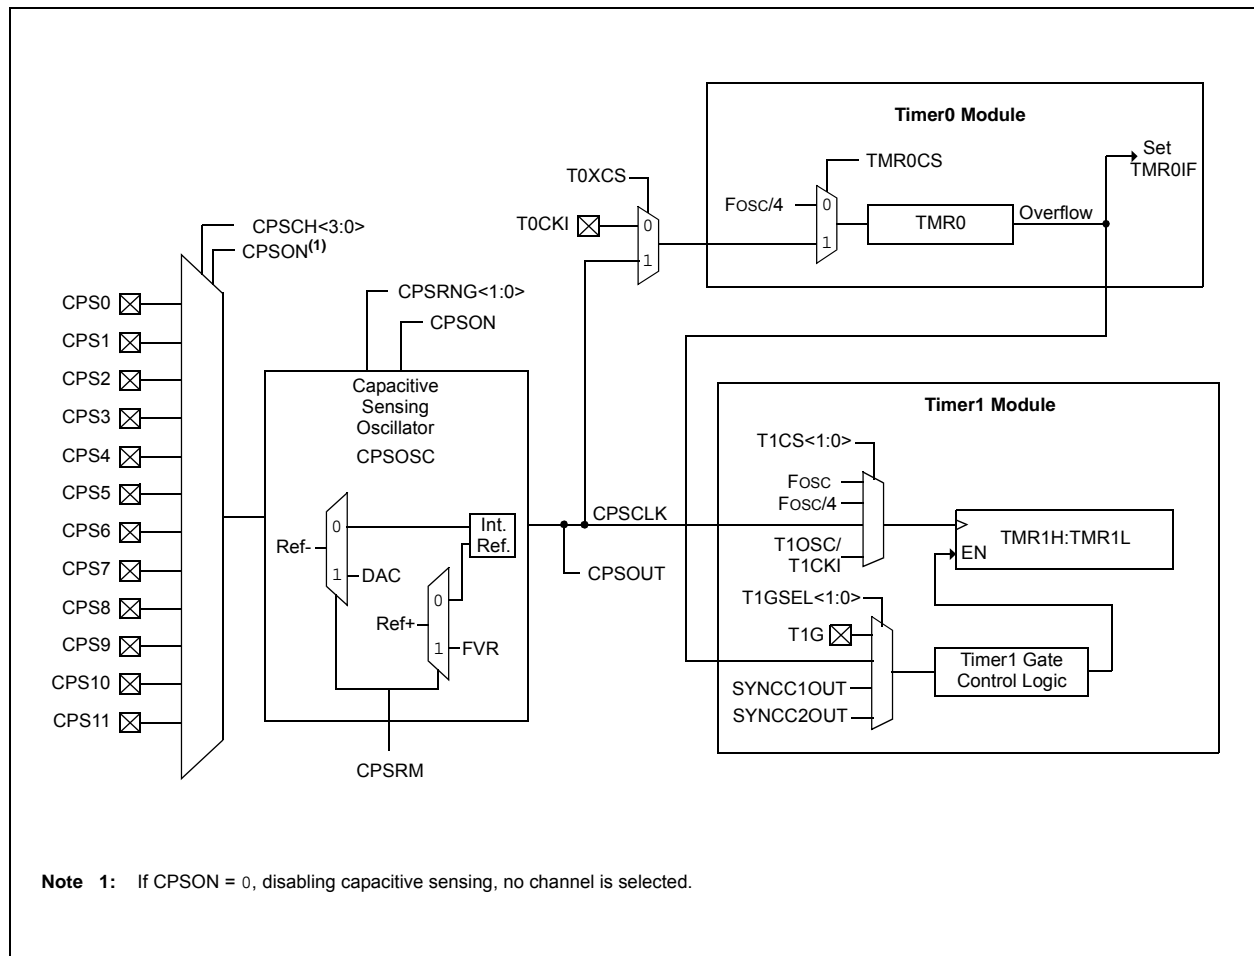 Timer0 Module
Set
TMR0IF
TMR0CS
T0XCS
FOSC/4
0
1
TMR0
Overflow
T0CKI
0
1
CPSCH<3:0>
CPSON(1)
CPSRNG<1:0>
CPSON
CPS0
CPS1
CPS2
CPS3
CPS4
CPS5
CPS6
CPS7
CPS8
CPS9
CPS10
CPS11
Capacitive
Sensing
Oscillator
CPSOSC
0
1
Ref-
DAC
Int.
Ref.
0
1
Ref+
FVR
CPSRM
CPSCLK
CPSOUT
Timer1 Module
T1CS<1:0>
FOSC
FOSC/4
T1OSC/
T1CKI
TMR1H:TMR1L
EN
T1GSEL<1:0>
T1G
SYNCC1OUT
SYNCC2OUT
Timer1 Gate
Control Logic
Note 1: If CPSON = 0, disabling capacitive sensing, no channel is selected.